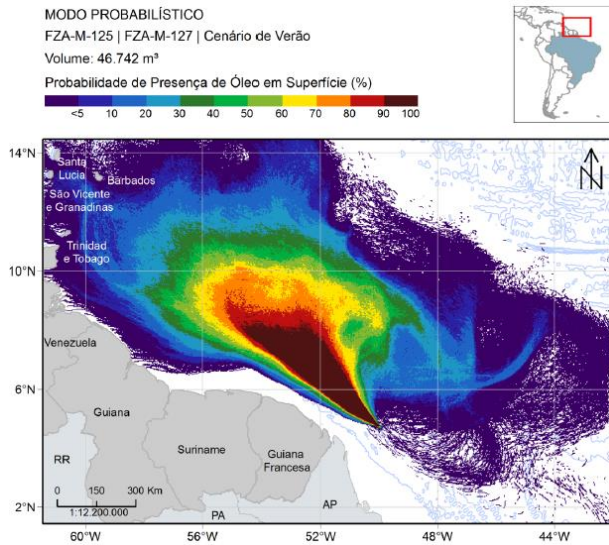 MODO PROBABILÍSTICO
FZA-M-125 | FZA-M-127 | Cenário de Verão
Volume: 46.742 m³
Probabilidade de Presença de Óleo em Superfície (%)
<5 10 20 30 40 50 60 70 80 90 100
14°N
Santa
Lucia
Barbados
São Vicente
e Granadinas
Trinidad
e Tobago
N
10°N
Venezuela
6°N
Guiana
Suriname
Guiana
Francesa
RR
0 150 300 Km
1:12.200.000
PA
AP
2°N
60°W 56°W 52°W 48°W 44°W